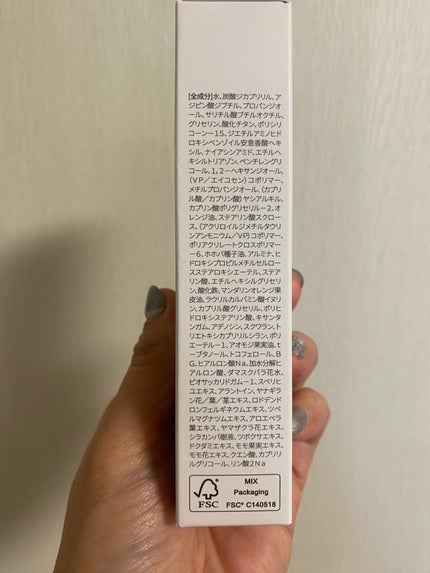 [全成分]水、炭酸ジカプリリル、ア
ジピン酸ジブチル、プロパンジオ
ール、サリチル酸ブチルオクチル、
グリセリン、酸化チタン、ポリシリ
コーン－15、ジエチルアミノヒド
ロキシベンゾイル安息香酸ヘキ
シル、ナイアシンアミド、エチルヘ
キシルトリアゾン、ペンチレングリ
コール、1,2－ヘキサンジオール、
（VP／エイコセン）コポリマー、
メチルプロパンジオール、（カプリ
ル酸／カプリン酸）ヤシアルキル、
カプリン酸ポリグリセリル－2、オ
レンジ油、ステアリン酸スクロー
ス、（アクリロイルジメチルタウリ
ンアンモニウム／VP）コポリマー、
ポリアクリレートクロスポリマー
－6、ホホバ種子油、アルミナ、ヒ
ドロキシプロピルメチルセルロー
スステアロキシエーテル、ステア
リン酸、エチルヘキシルグリセリ
ン、酸化鉄、マンダリンオレンジ果
皮油、ラウリルカルバミン酸イヌリ
ン、カプリル酸グリセリル、ポリヒ
ドロキシステアリン酸、キサンタ
ンガム、アデノシン、スクワラン、ト
リエトキシカプリリルシラン、ポリ
エーテル－1、アオモジ果実油、t-
ブタノール、トコフェロール、B
G、ヒアルロン酸Na、加水分解ヒ
アルロン酸、ダマスクバラ花水、
ビオサッカリドガム－1、スベリヒ
ユエキス、アラントイン、ヤナギラ
ン花／葉／茎エキス、ロドデンド
ロンフェルギネウムエキス、ツベ
ルマグナツムエキス、アロエベラ
葉エキス、ヤマザクラ花エキス、
シラカンバ樹液、ツボクサエキス、
ドクダミエキス、モモ果実エキス、
モモ花エキス、クエン酸、カプリリ
ルグリコール、リン酸2Na
MIX
Packaging
FSC
FSC® C140518